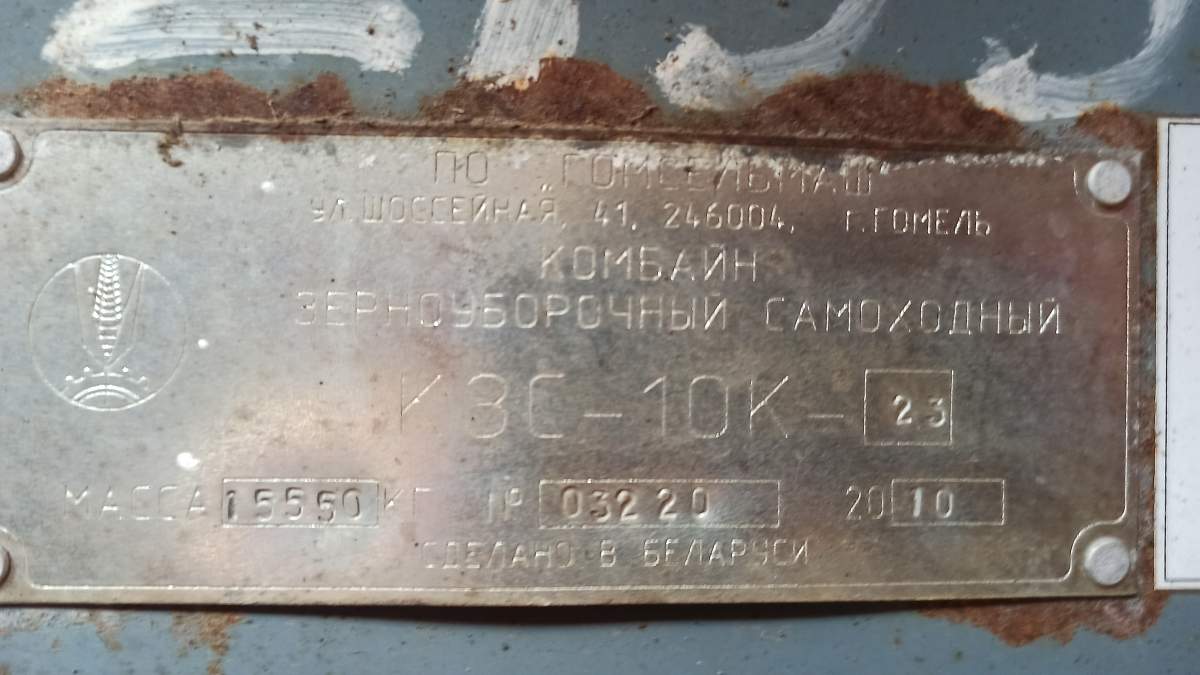 ПО "ГОМСЕЛЬМАШ"
УЛ.ШОССЕЙНАЯ, 41, 246004, Г.ГОМЕЛЬ
КОМБАЙН
ЗЕРНОУБОРОЧНЫЙ САМОХОДНЫЙ
КЗС-10К-23
МАССА 15550 КГ № 03220 2010
СДЕЛАНО В БЕЛАРУСИ